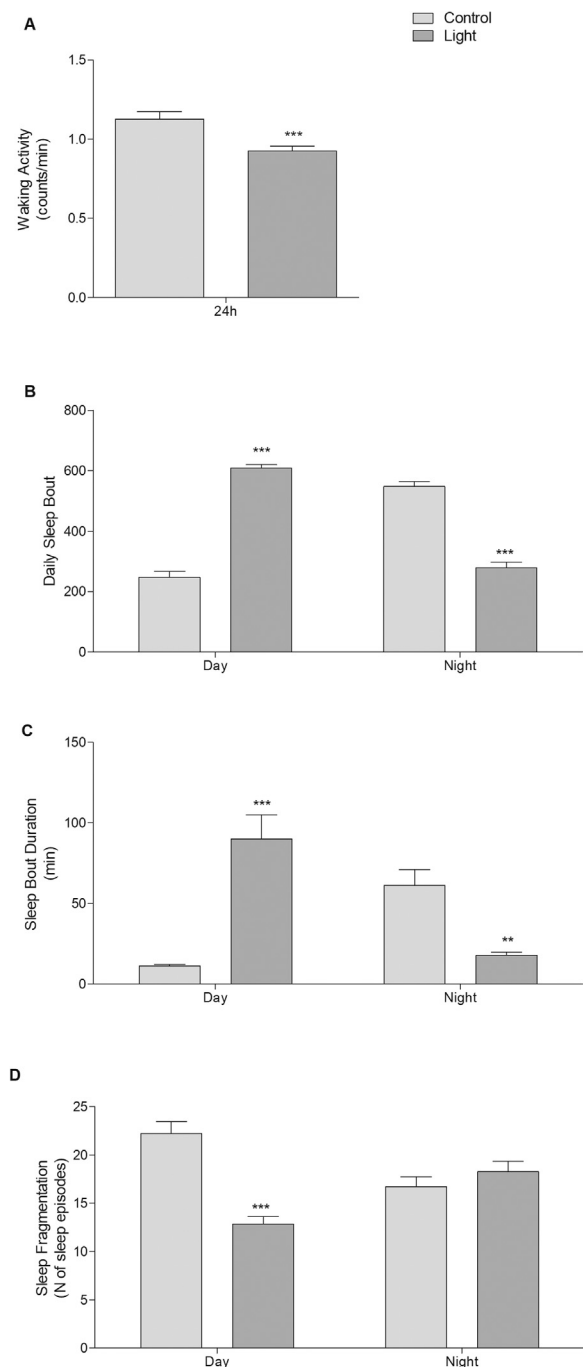 A
Control
Light
Waking Activity
(counts/min)
1.5
1.0
0.5
0.0
***
24h
B
Daily Sleep Bout
800
600
400
200
0
***
***
Day
Night
C
Sleep Bout Duration
(min)
150
100
50
0
***
**
Day
Night
D
Sleep Fragmentation
(N of sleep episodes)
25
20
15
10
5
0
***
Day
Night